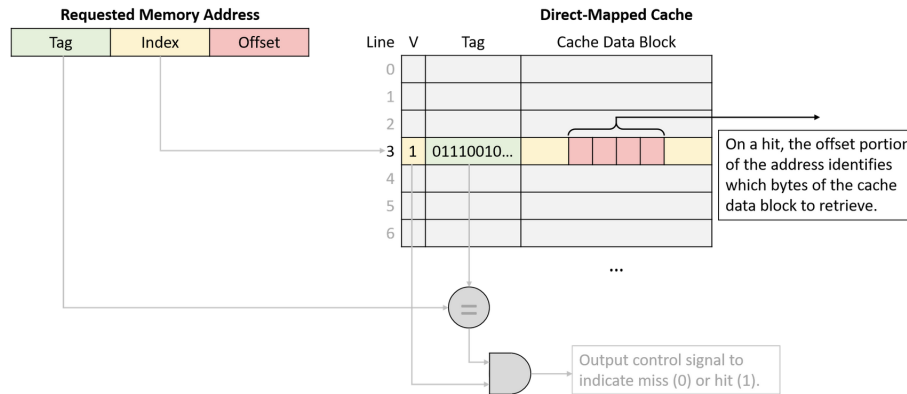 Requested Memory Address
Direct-Mapped Cache
Tag Index Offset
Line V Tag Cache Data Block
0
1
2
3 1 01110010...
4
5
6
...
On a hit, the offset portion
of the address identifies
which bytes of the cache
data block to retrieve.
=
Output control signal to
indicate miss (0) or hit (1).